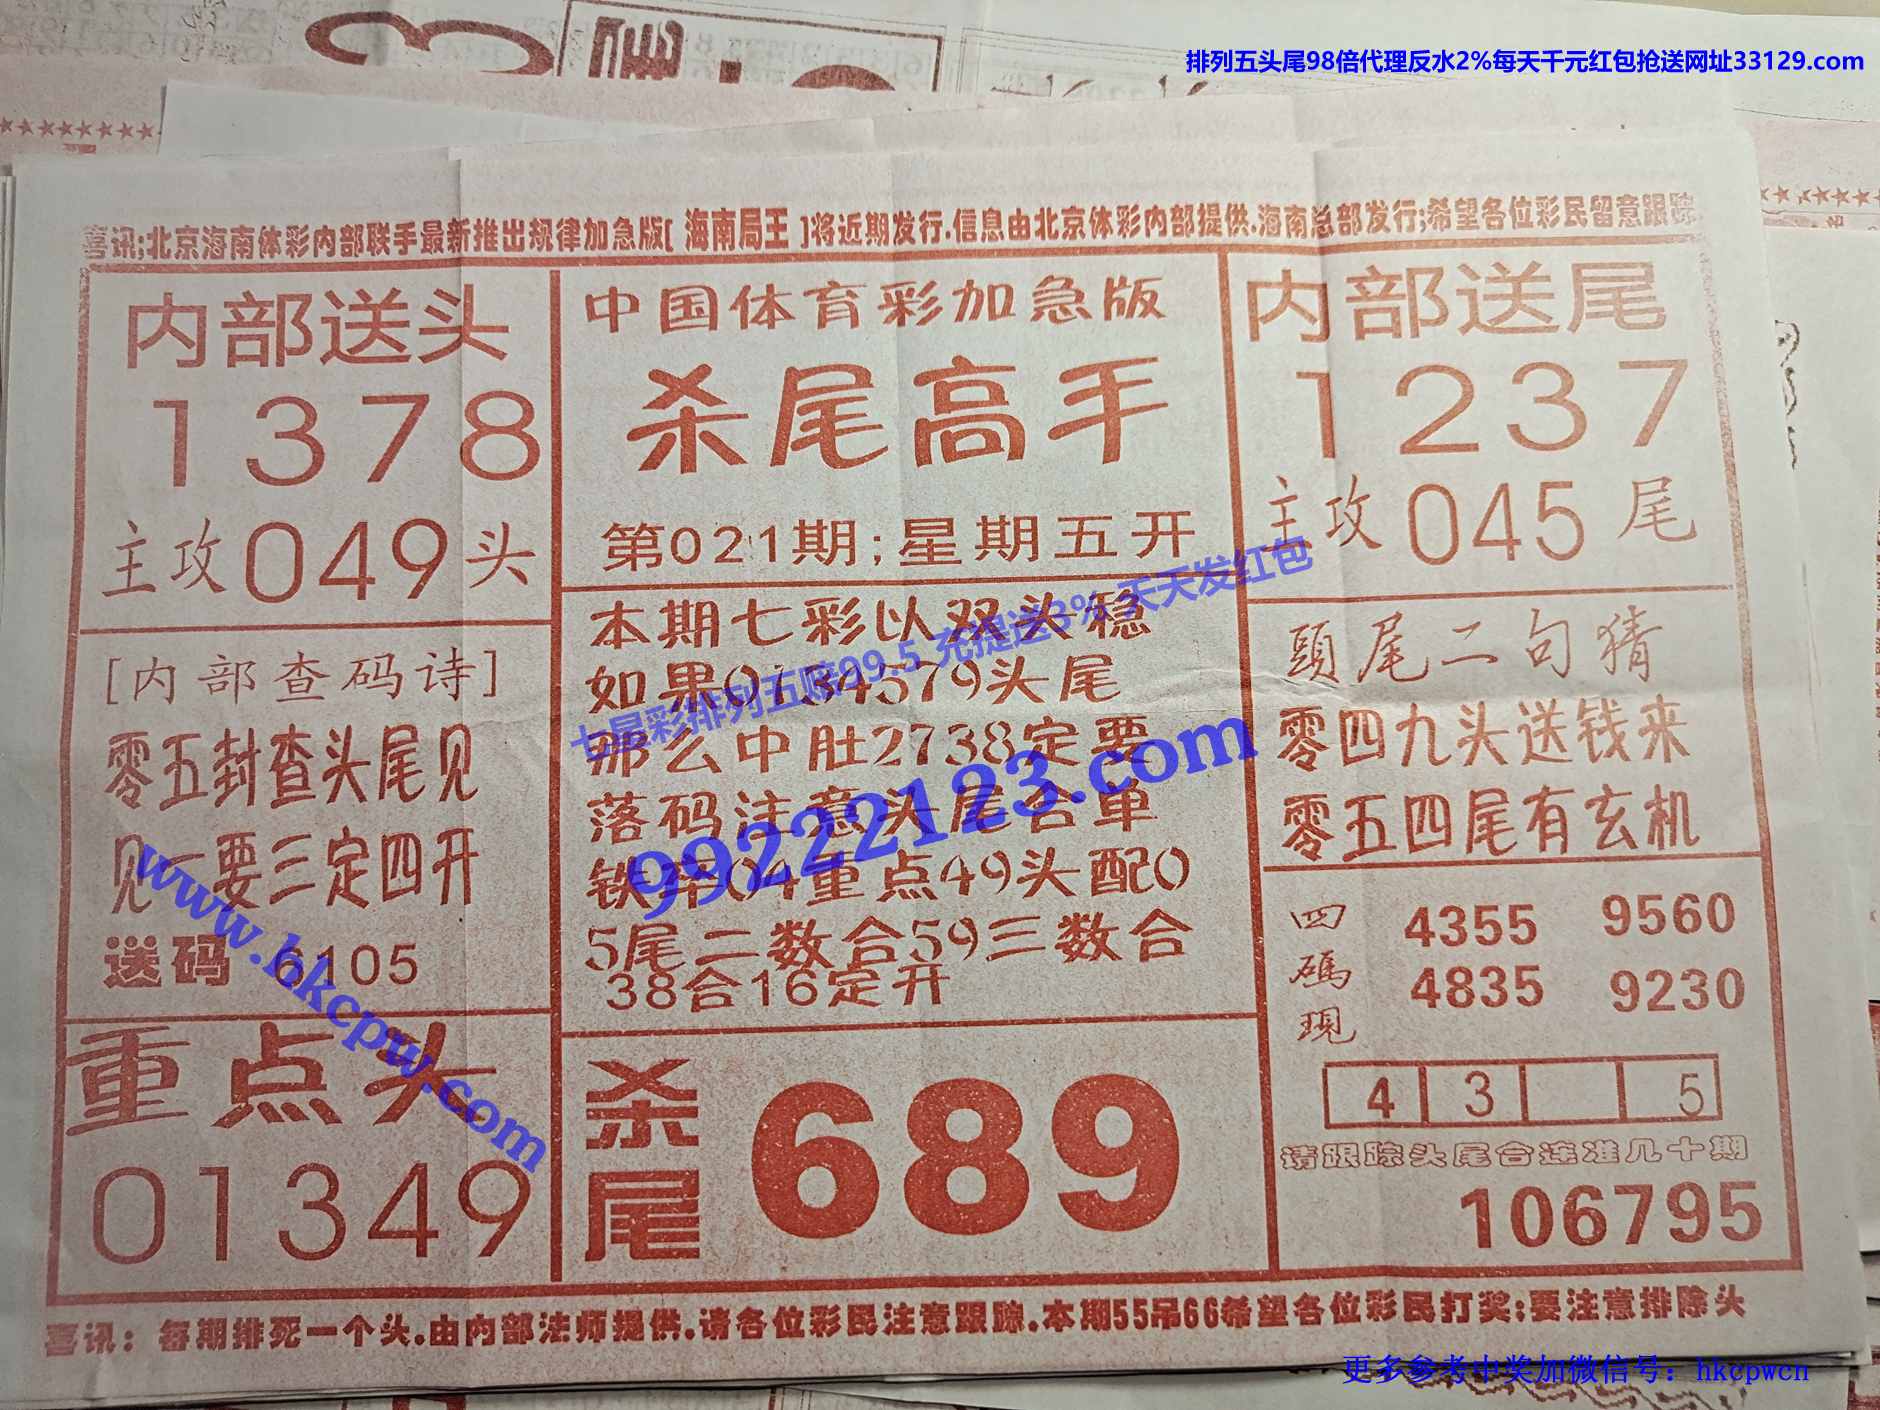 排列五头尾98倍代理反水2%每天千元红包抢送网址33129.com
喜讯;北京海南体彩内部联手最新推出规律加急版[ 海南局王 ]将近期发行.信息由北京体彩内部提供.海南总部发行;希望各位彩民留意跟踪
内部送头
1378
主攻049头
[内部查码诗]
零五封查头尾见
见一要三定四开
送码 6105
重点头
01349
中国体育彩加急版
杀尾高手
第021期;星期五开
本期七彩以双头稳
如果0134579头尾
那么中肚2738定要
落码注意头尾合单
铁卒04重点49头配0
5尾二数合59三数合
38合16定开
杀尾
689
内部送尾
1237
主攻045尾
頭尾二句猜
零四九头送钱来
零五四尾有玄机
四碼現
4355 9560
4835 9230
4 3 5
请跟踪头尾合连准几十期
106795
喜讯: 每期排死一个头.由内部法师提供.请各位彩民注意跟踪.本期55吊66希望各位彩民打奖;要注意排除头
七星彩排列五赔99.5 充提送3% 天天发红包
99222123.com
www.hkcpw.com
更多参考中奖加微信号：hkcpwcn